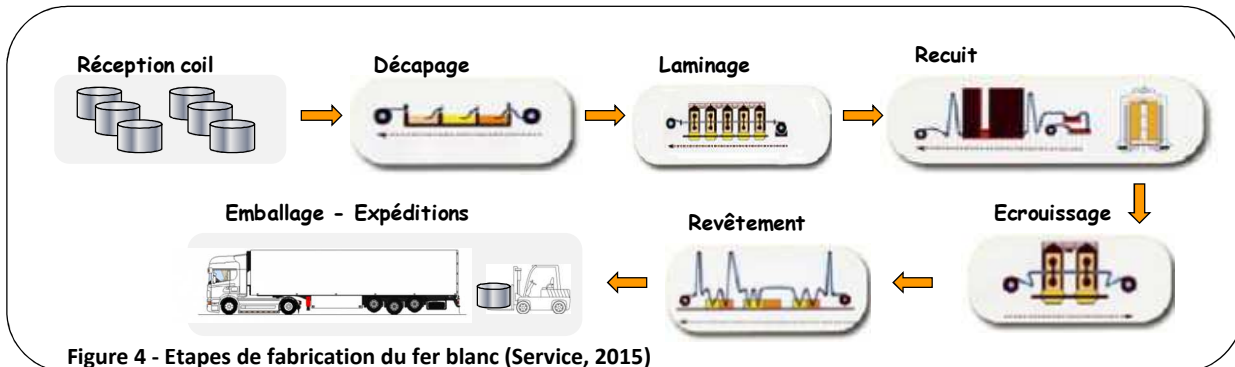 Réception coil
Décapage
Laminage
Recuit
Ecrouissage
Revêtement
Emballage - Expéditions
Figure 4 - Etapes de fabrication du fer blanc (Service, 2015)